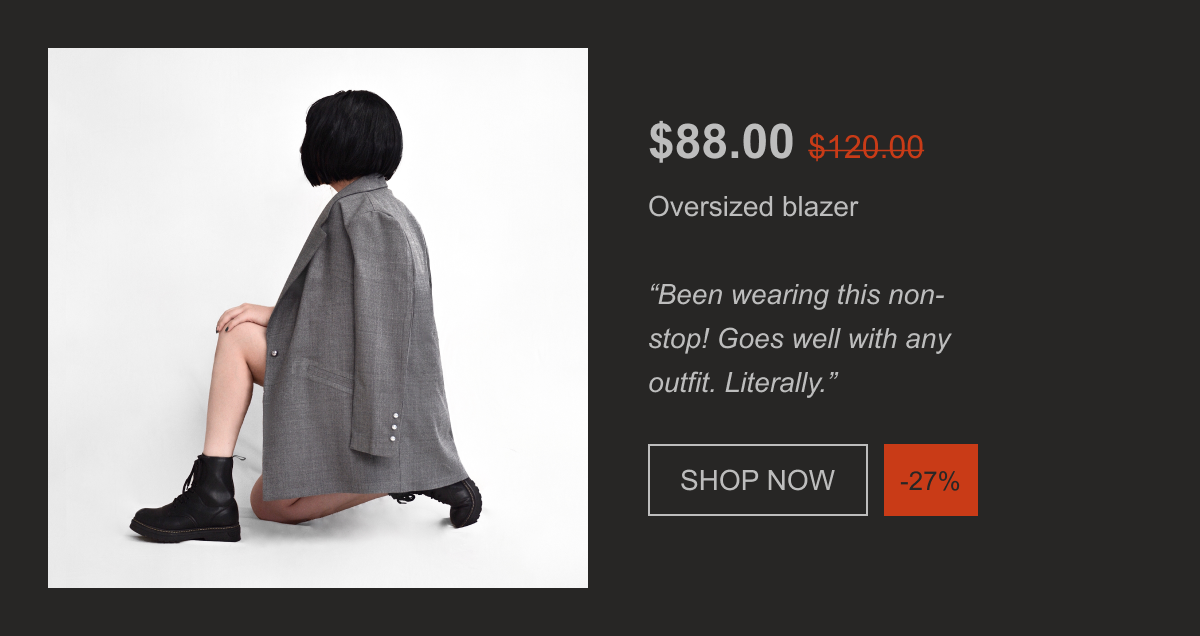 $88.00 $120.00
Oversized blazer
“Been wearing this non-
stop! Goes well with any
outfit. Literally.”
SHOP NOW -27%